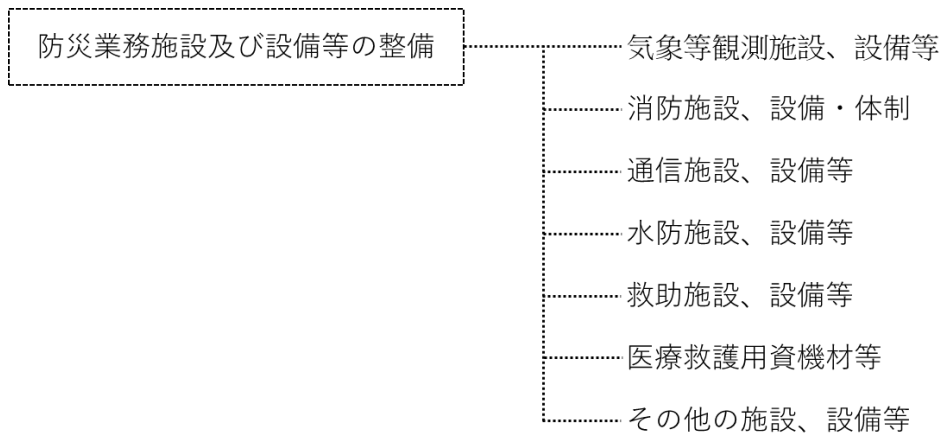 防災業務施設及び設備等の整備
気象等観測施設、設備等
消防施設、設備・体制
通信施設、設備等
水防施設、設備等
救助施設、設備等
医療救護用資機材等
その他の施設、設備等